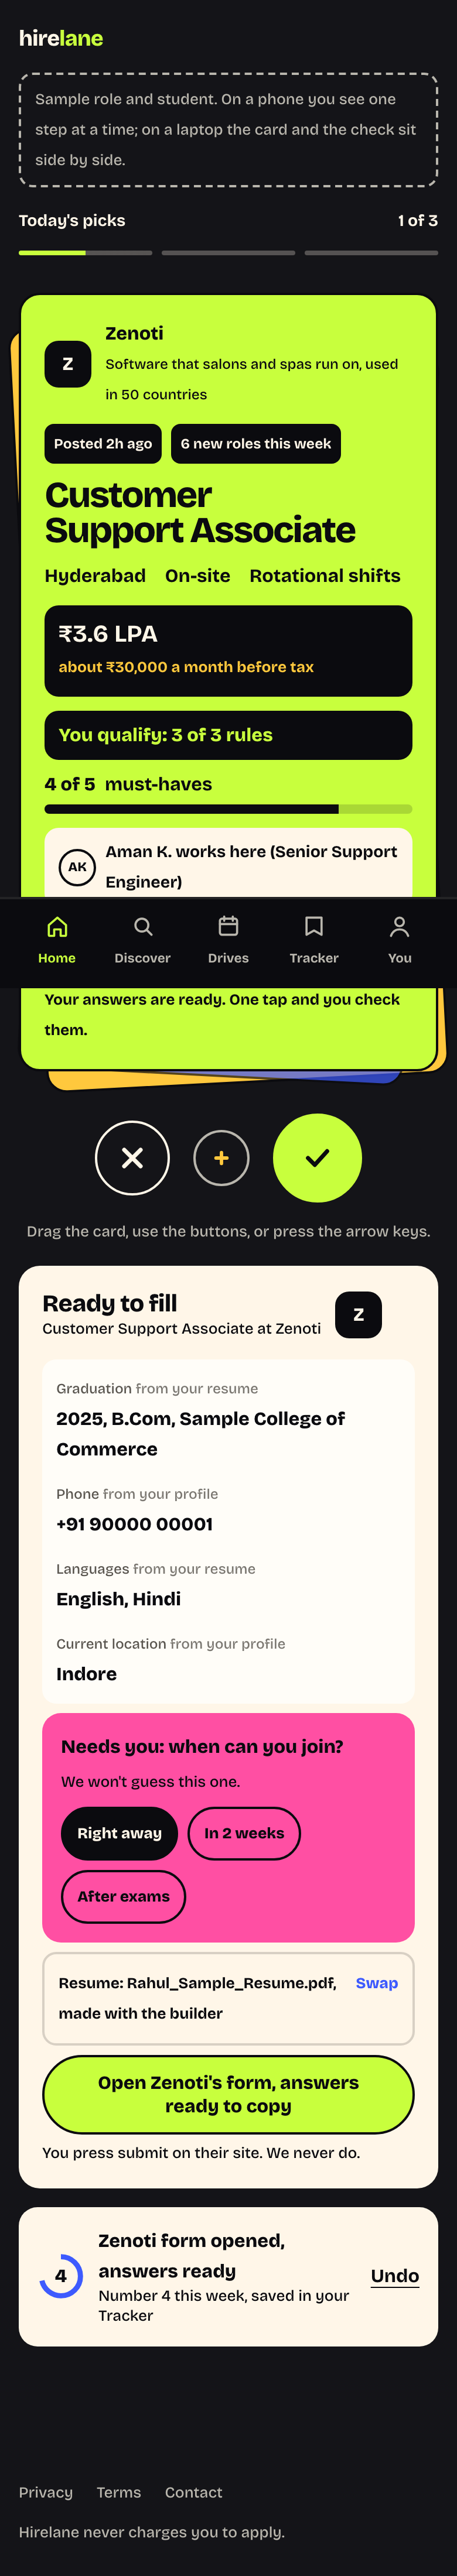 hirelane
Sample role and student. On a phone you see one
step at a time; on a laptop the card and the check sit
side by side.
Today's picks
1 of 3
Z
Zenoti
Software that salons and spas run on, used
in 50 countries
Posted 2h ago
6 new roles this week
Customer
Support Associate
Hyderabad On-site Rotational shifts
₹3.6 LPA
about ₹30,000 a month before tax
You qualify: 3 of 3 rules
4 of 5 must-haves
AK
Aman K. works here (Senior Support
Engineer)
Home
Discover
Drives
Tracker
You
Your answers are ready. One tap and you check
them.
Drag the card, use the buttons, or press the arrow keys.
Ready to fill
Customer Support Associate at Zenoti
Z
Graduation from your resume
2025, B.Com, Sample College of
Commerce
Phone from your profile
+91 90000 00001
Languages from your resume
English, Hindi
Current location from your profile
Indore
Needs you: when can you join?
We won't guess this one.
Right away
In 2 weeks
After exams
Resume: Rahul_Sample_Resume.pdf,
made with the builder
Swap
Open Zenoti's form, answers
ready to copy
You press submit on their site. We never do.
4
Zenoti form opened,
answers ready
Number 4 this week, saved in your
Tracker
Undo
Privacy Terms Contact
Hirelane never charges you to apply.